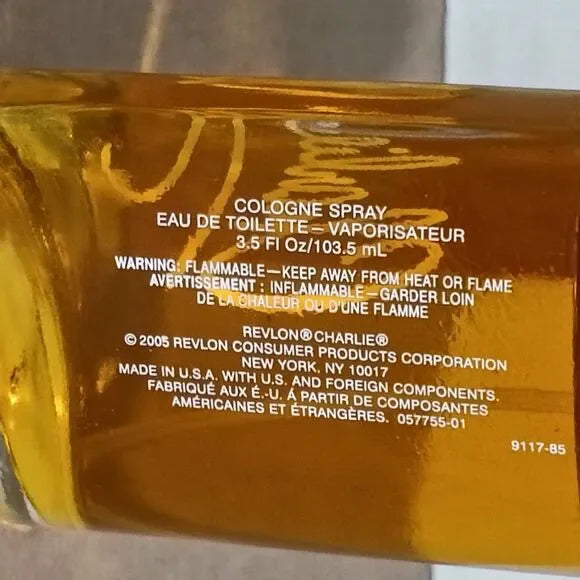 COLOGNE SPRAY
EAU DE TOILETTE – VAPORISATEUR
3.5 Fl Oz/103.5 mL
WARNING: FLAMMABLE—KEEP AWAY FROM HEAT OR FLAME
AVERTISSEMENT : INFLAMMABLE – GARDER LOIN
DE LA CHALEUR OU D'UNE FLAMME
REVLON®CHARLIE®
© 2005 REVLON CONSUMER PRODUCTS CORPORATION
NEW YORK, NY 10017
MADE IN U.S.A. WITH U.S. AND FOREIGN COMPONENTS.
FABRIQUÉ AUX É.-U. Á PARTIR DE COMPOSANTES
AMÉRICAINES ET ÉTRANGÈRES. 057755-01
9117-85